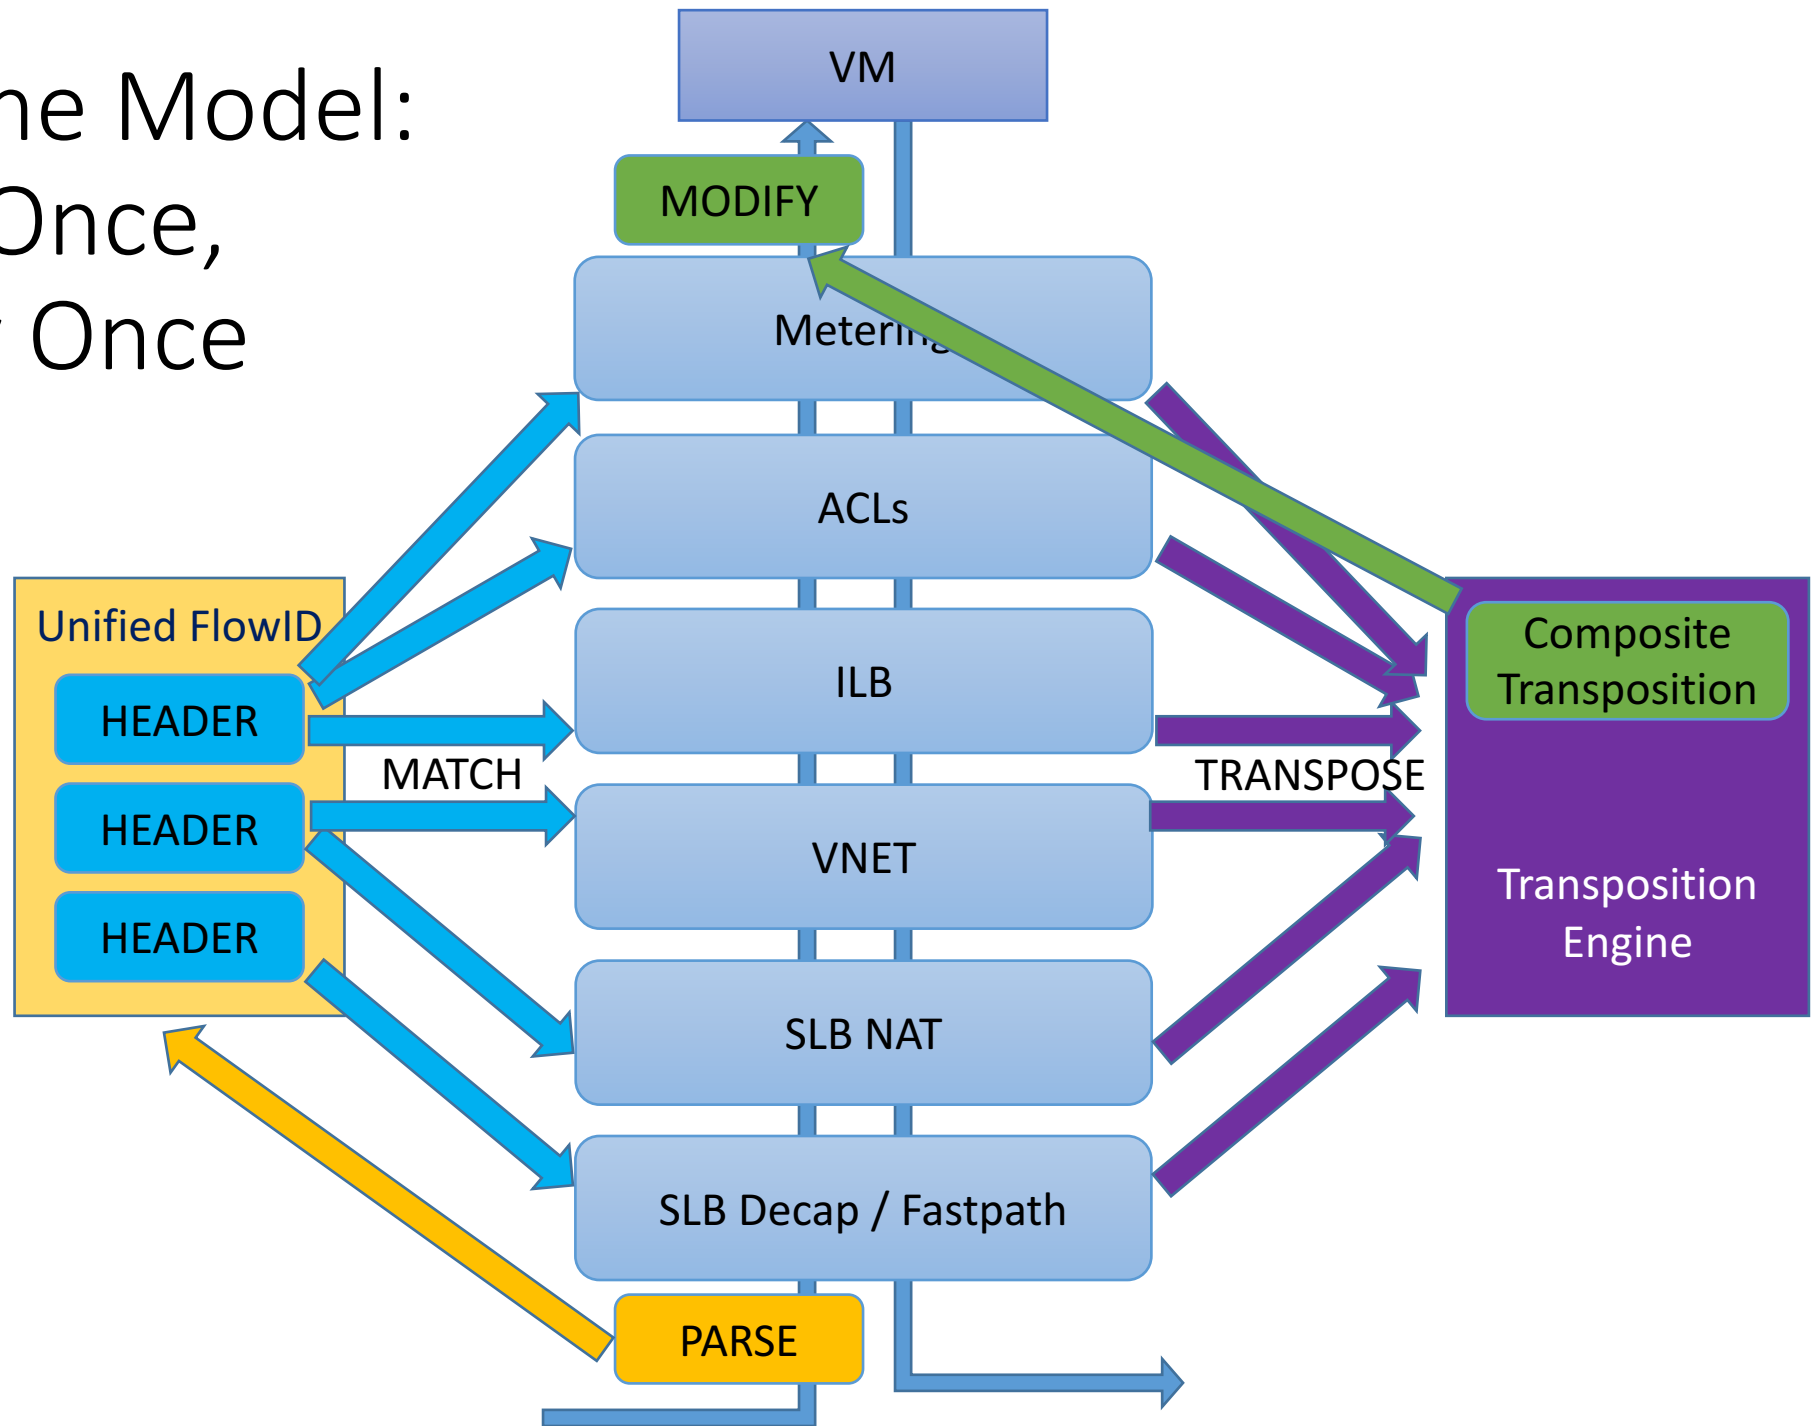 ne Model:
Once,
Once
VM
MODIFY
Metering
ACLs
Unified FlowID
HEADER
HEADER
HEADER
MATCH
ILB
VNET
TRANSPOSE
Composite
Transposition
Transposition
Engine
SLB NAT
SLB Decap / Fastpath
PARSE